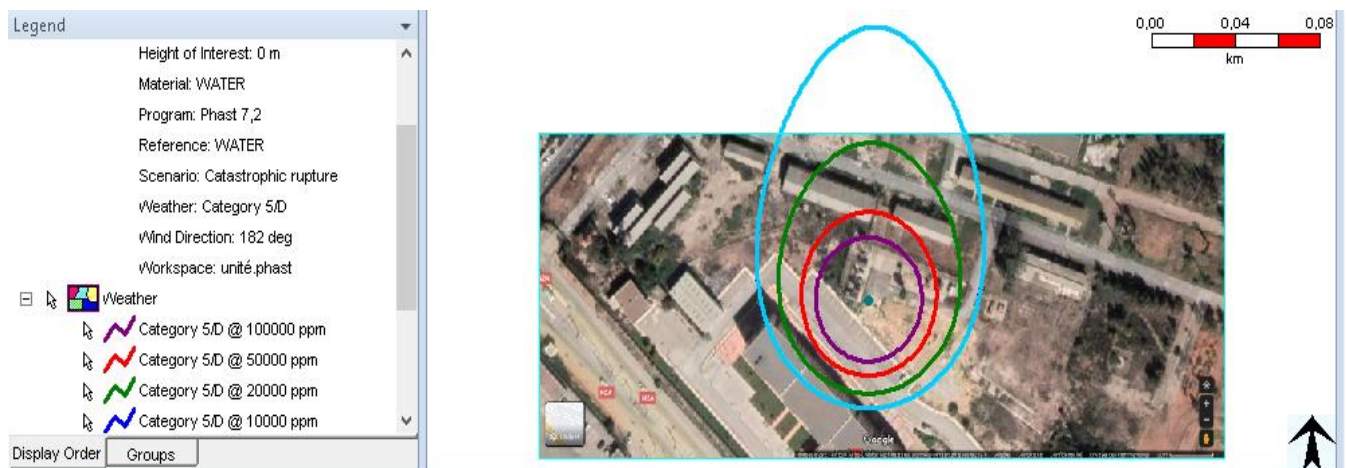 Legend
Height of Interest: 0 m
Material: WATER
Program: Phast 7,2
Reference: WATER
Scenario: Catastrophic rupture
Weather: Category 5/D
Wind Direction: 182 deg
Workspace: unité.phast
Weather
Category 5/D @ 100000 ppm
Category 5/D @ 50000 ppm
Category 5/D @ 20000 ppm
Category 5/D @ 10000 ppm
Display Order Groups
0,00 0,04 0,08
km
Google